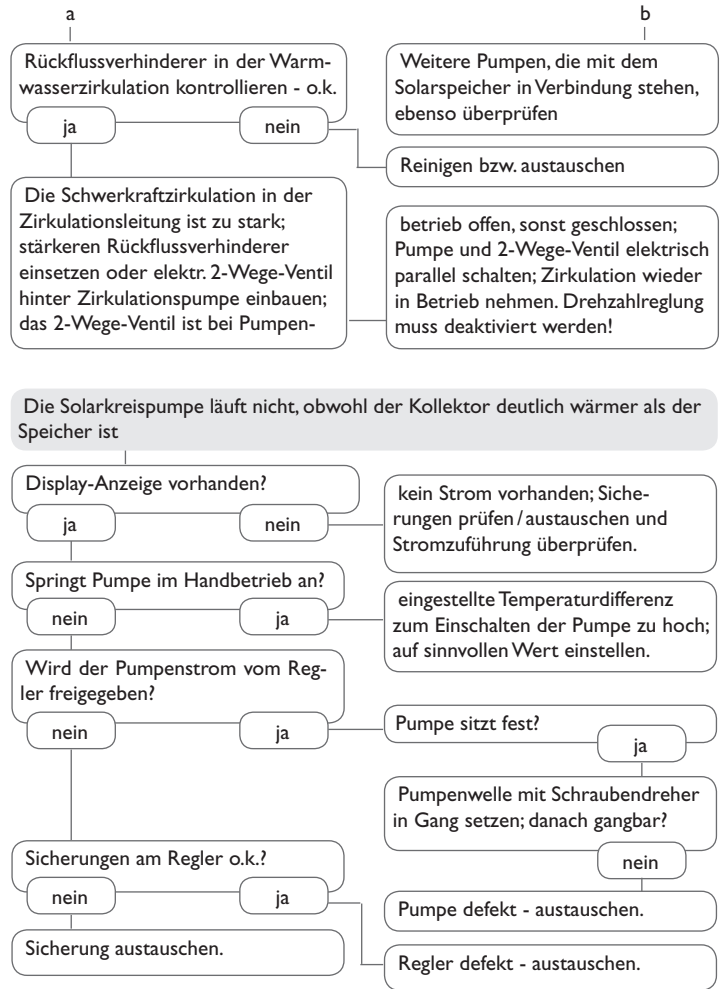 a
Rückflussverhinderer in der Warm-
wasserzirkulation kontrollieren - o.k.
ja
nein
Die Schwerkraftzirkulation in der
Zirkulationsleitung ist zu stark;
stärkeren Rückflussverhinderer
einsetzen oder elektr. 2-Wege-Ventil
hinter Zirkulationspumpe einbauen;
das 2-Wege-Ventil ist bei Pumpen-
b
Weitere Pumpen, die mit dem
Solarspeicher in Verbindung stehen,
ebenso überprüfen
Reinigen bzw. austauschen
betrieb offen, sonst geschlossen;
Pumpe und 2-Wege-Ventil elektrisch
parallel schalten; Zirkulation wieder
in Betrieb nehmen. Drehzahlreglung
muss deaktiviert werden!
Die Solarkreispumpe läuft nicht, obwohl der Kollektor deutlich wärmer als der
Speicher ist
Display-Anzeige vorhanden?
ja
nein
kein Strom vorhanden; Siche-
rungen prüfen/austauschen und
Stromzuführung überprüfen.
Springt Pumpe im Handbetrieb an?
nein
ja
eingestellte Temperaturdifferenz
zum Einschalten der Pumpe zu hoch;
auf sinnvollen Wert einstellen.
Wird der Pumpenstrom vom Reg-
ler freigegeben?
nein
ja
Pumpe sitzt fest?
ja
Pumpenwelle mit Schraubendreher
in Gang setzen; danach gangbar?
nein
Pumpe defekt - austauschen.
Sicherungen am Regler o.k.?
nein
ja
Sicherung austauschen.
Regler defekt - austauschen.